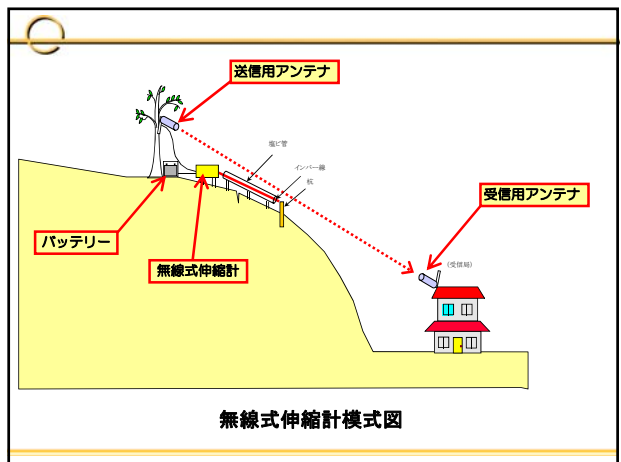 送信用アンテナ
塩ビ管
インバー線
杭
受信用アンテナ
バッテリー
無線式伸縮計
(受信局)
無線式伸縮計模式図